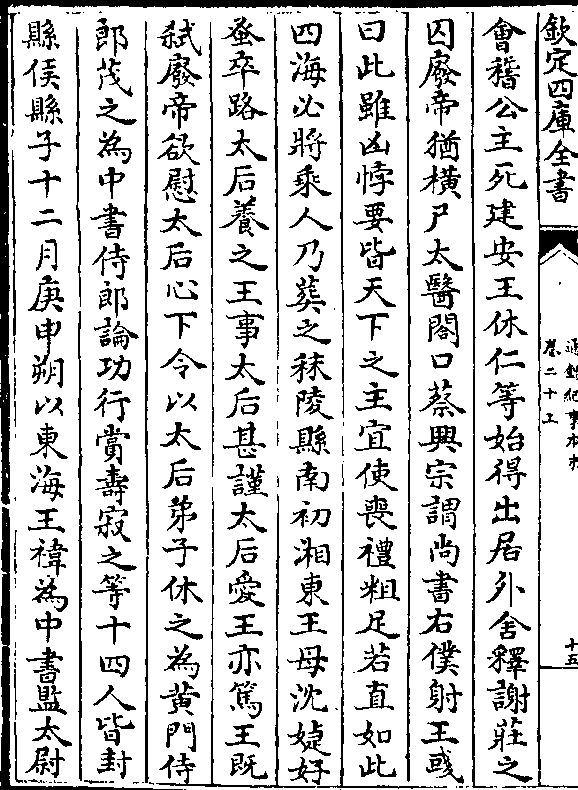 欽定四庫全書
會稽公主死建安王休仁等始得出居外舍釋謝莊之
囚廢帝猶橫尸太醫閤口蔡興宗謂尚書右僕射王彧
曰此雖凶悖要皆天下之主宜使喪禮粗足若直如此
四海必將乘人乃葬之秣陵縣南初湘東王母沈婕妤
蚤卒路太后養之王事太后甚謹太后愛王亦篤王既
弑廢帝欲慰太后心下令以太后弟子休之為黃門侍
郎茂之為中書侍郎論功行賞壽寂之等十四人皆封
縣侯縣子十二月庚申朔以東海王禕為中書監太尉
通鑑紀事本末
卷二十上
十五